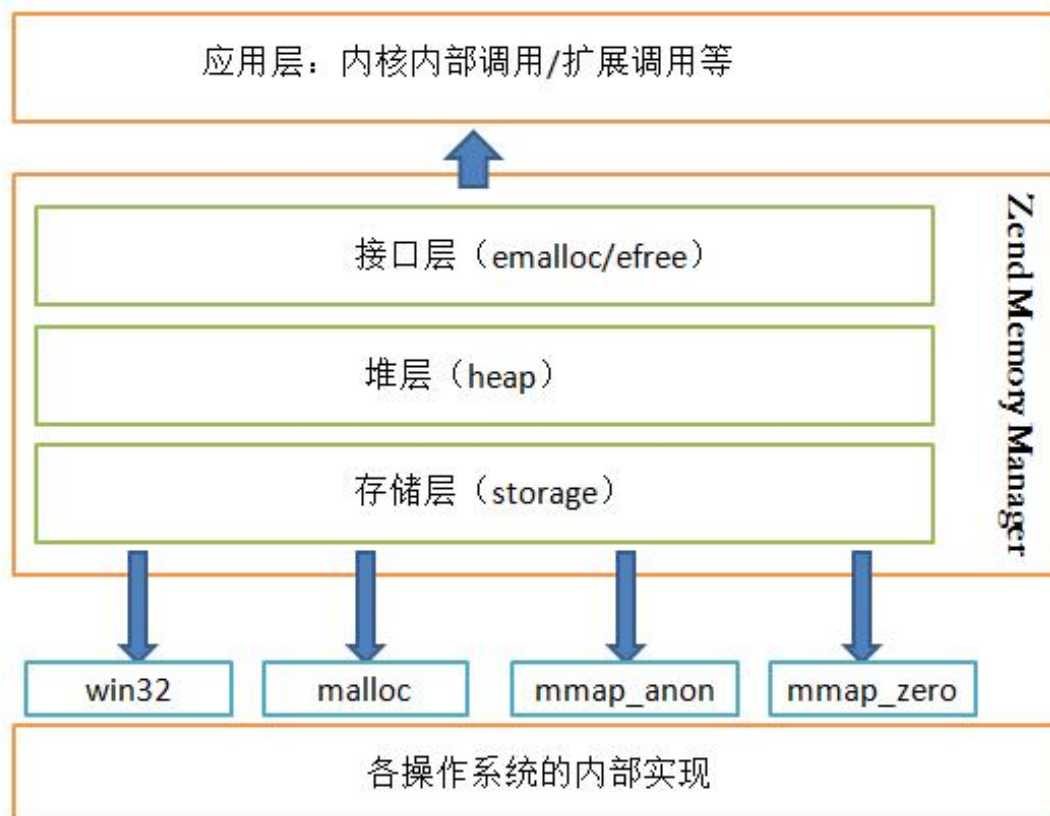 应用层：内核内部调用/扩展调用等
接口层（emalloc/efree）
堆层（heap）
存储层（storage）
Zend Memory Manager
win32
malloc
mmap_anon
mmap_zero
各操作系统的内部实现